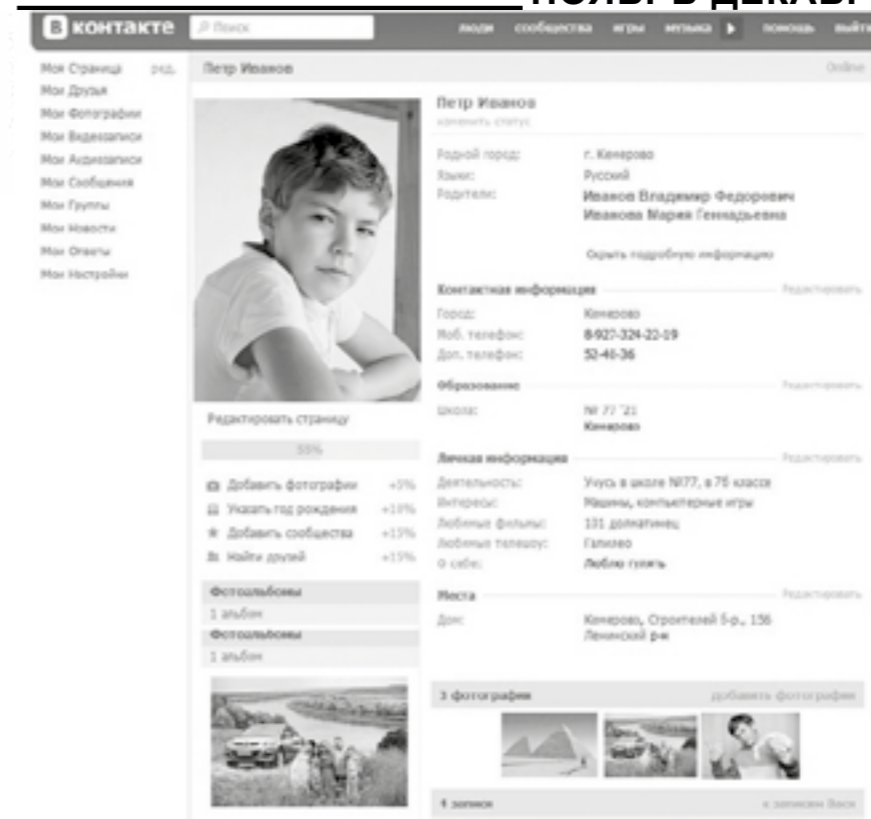 НОЯБРЬ ДЕКАБР
В контакте Поиск люди сообщества игры музыка помощь выйти
Моя Страница ред.
Мои Друзья
Мои Фотографии
Мои Видеозаписи
Мои Аудиозаписи
Мои Сообщения
Мои Группы
Мои Новости
Мои Ответы
Мои Настройки
Петр Иванов Online
Редактировать страницу
55%
Добавить фотографии +5%
Указать год рождения +10%
Добавить сообщества +15%
Найти друзей +15%
Фотоальбомы
1 альбом
Фотоальбомы
1 альбом
Петр Иванов
изменить статус
Родной город: г. Кемерово
Языки: Русский
Родители: Иванов Владимир Федорович
Иванова Мария Геннадьевна
Скрыть подробную информацию
Контактная информация Редактировать
Город: Кемерово
Моб. телефон: 8-927-324-22-19
Доп. телефон: 52-46-36
Образование Редактировать
Школа: № 77 '21
Кемерово
Личная информация Редактировать
Деятельность: Учусь в школе №77, в 7б классе
Интересы: Машины, компьютерные игры
Любимые фильмы: 131 долматинец
Любимые телешоу: Галилео
О себе: Люблю гулять
Места Редактировать
Дом: Кемерово, Строителей б-р., 156
Ленинский р-н
3 фотографии добавить фотографии
4 записи к записям Васи